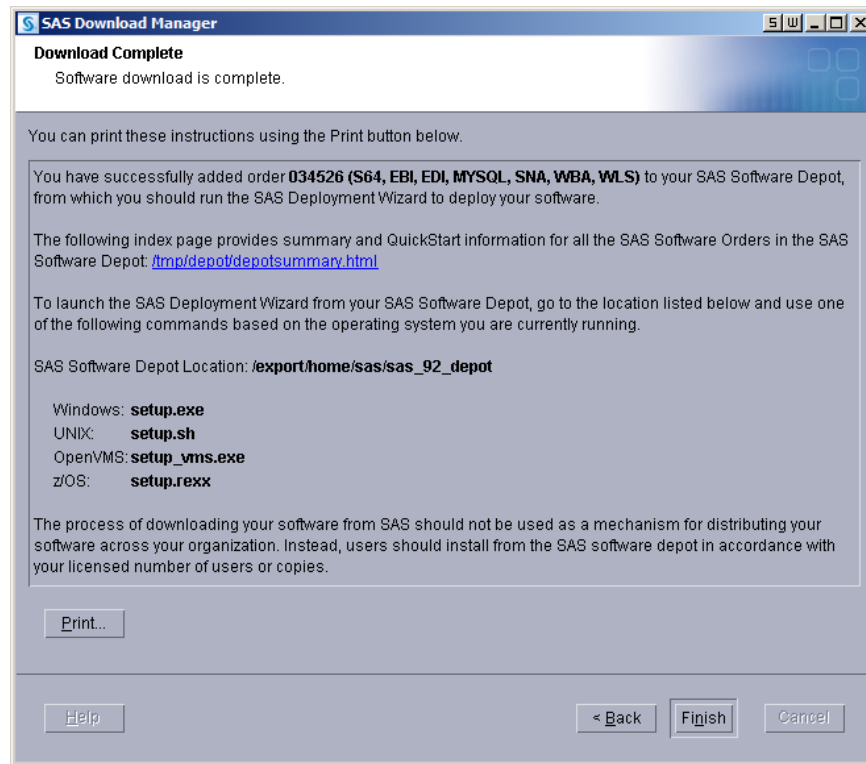 SAS Download Manager
Download Complete
Software download is complete.
You can print these instructions using the Print button below.
You have successfully added order 034526 (S64, EBI, EDI, MYSQL, SNA, WBA, WLS) to your SAS Software Depot,
from which you should run the SAS Deployment Wizard to deploy your software.
The following index page provides summary and QuickStart information for all the SAS Software Orders in the SAS
Software Depot: /tmp/depot/depotsummary.html
To launch the SAS Deployment Wizard from your SAS Software Depot, go to the location listed below and use one
of the following commands based on the operating system you are currently running.
SAS Software Depot Location: /export/home/sas/sas_92_depot
Windows: setup.exe
UNIX: setup.sh
OpenVMS: setup_vms.exe
z/OS: setup.rexx
The process of downloading your software from SAS should not be used as a mechanism for distributing your
software across your organization. Instead, users should install from the SAS software depot in accordance with
your licensed number of users or copies.
Print...
Help
< Back
Finish
Cancel